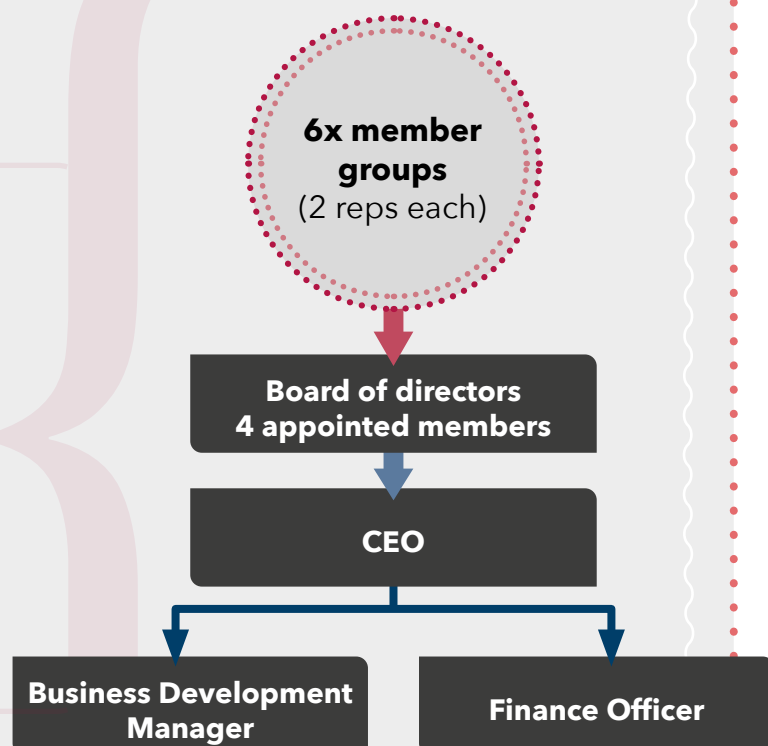 6x member
groups
(2 reps each)
Board of directors
4 appointed members
CEO
Business Development
Manager
Finance Officer